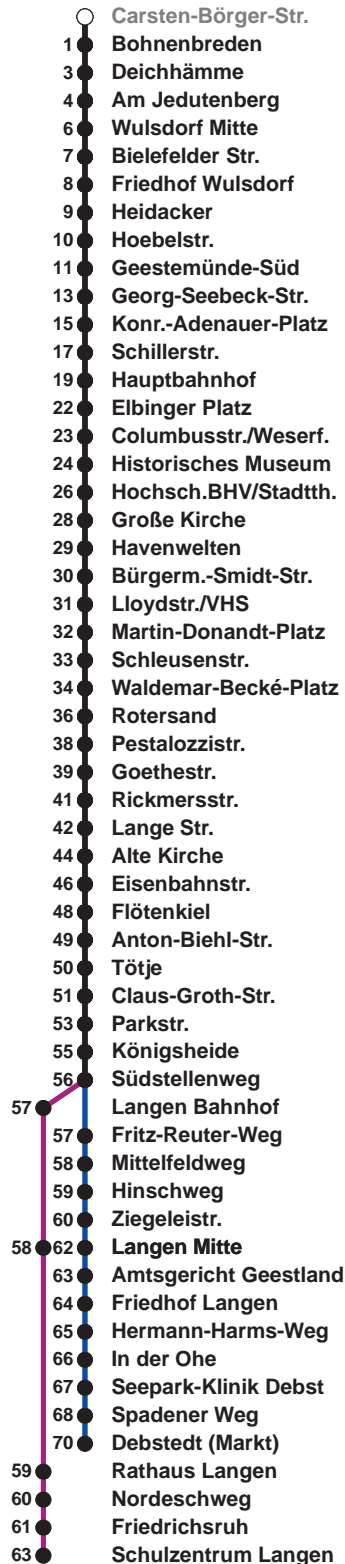 Carsten-Börger-Str.
1 Bohnenbreden
3 Deichhämme
4 Am Jedutenberg
6 Wulsdorf Mitte
7 Bielefelder Str.
8 Friedhof Wulsdorf
9 Heidacker
10 Hoebelstr.
11 Geestemünde-Süd
13 Georg-Seebeck-Str.
15 Konr.-Adenauer-Platz
17 Schillerstr.
19 Hauptbahnhof
22 Elbinger Platz
23 Columbusstr./Weserf.
24 Historisches Museum
26 Hochsch.BHV/Stadtth.
28 Große Kirche
29 Havenwelten
30 Bürgerm.-Smidt-Str.
31 Lloydstr./VHS
32 Martin-Donandt-Platz
33 Schleusenstr.
34 Waldemar-Becké-Platz
36 Rotersand
38 Pestalozzistr.
39 Goethestr.
41 Rickmersstr.
42 Lange Str.
44 Alte Kirche
46 Eisenbahnstr.
48 Flötenkiel
49 Anton-Biehl-Str.
50 Tötje
51 Claus-Groth-Str.
53 Parkstr.
55 Königsheide
56 Südstellenweg
57 Langen Bahnhof
57 Fritz-Reuter-Weg
58 Mittelfeldweg
59 Hinschweg
60 Ziegeleistr.
58 62 Langen Mitte
63 Amtsgericht Geestland
64 Friedhof Langen
65 Hermann-Harms-Weg
66 In der Ohe
67 Seepark-Klinik Debst
68 Spadener Weg
70 Debstedt (Markt)
59 Rathaus Langen
60 Nordeschweg
61 Friedrichsruh
63 Schulzentrum Langen